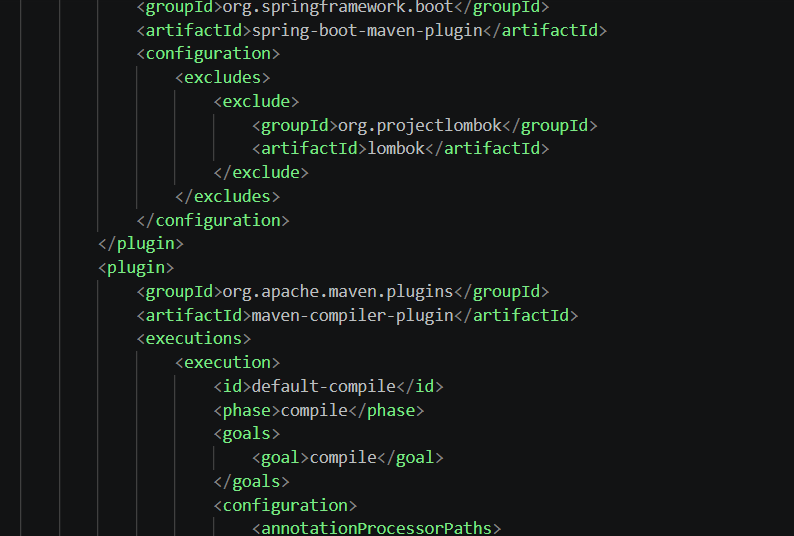 <groupId>org.springframework.boot</groupId>
<artifactId>spring-boot-maven-plugin</artifactId>
<configuration>
<excludes>
<exclude>
<groupId>org.projectlombok</groupId>
<artifactId>lombok</artifactId>
</exclude>
</excludes>
</configuration>
</plugin>
<plugin>
<groupId>org.apache.maven.plugins</groupId>
<artifactId>maven-compiler-plugin</artifactId>
<executions>
<execution>
<id>default-compile</id>
<phase>compile</phase>
<goals>
<goal>compile</goal>
</goals>
<configuration>
<annotationProcessorPaths>